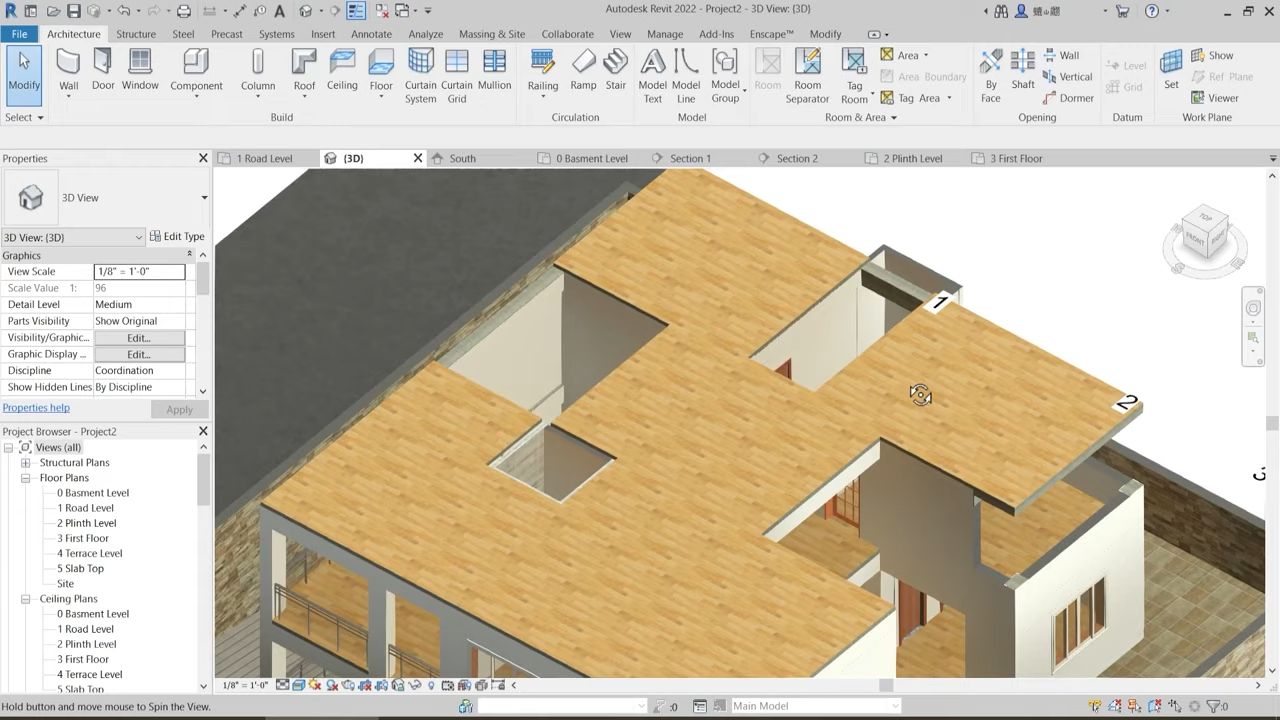 Autodesk Revit 2022 - Project2 - 3D View: {3D}
File Architecture Structure Steel Precast Systems Insert Annotate Analyze Massing & Site Collaborate View Manage Add-Ins Enscape™ Modify
Modify Wall Door Window Component Column Roof Ceiling Floor Curtain System Curtain Grid Mullion Railing Ramp Stair Model Text Model Line Model Group Room Room Separator Tag Room Area Area Boundary Tag Area By Face Shaft Wall Vertical Dormer Level Grid Set Show Ref Plane Viewer
Select Build Circulation Model Room & Area Opening Datum Work Plane
Properties
1 Road Level {3D} South 0 Basment Level Section 1 Section 2 2 Plinth Level 3 First Floor
3D View
3D View: {3D} Edit Type
Graphics
View Scale 1/8" = 1'-0"
Scale Value 1: 96
Detail Level Medium
Parts Visibility Show Original
Visibility/Graphic... Edit...
Graphic Display ... Edit...
Discipline Coordination
Show Hidden Lines By Discipline
Properties help Apply
Project Browser - Project2
Views (all)
Structural Plans
Floor Plans
0 Basment Level
1 Road Level
2 Plinth Level
3 First Floor
4 Terrace Level
5 Slab Top
Site
Ceiling Plans
0 Basment Level
1 Road Level
2 Plinth Level
3 First Floor
4 Terrace Level
5 Slab Top
TOP
FRONT
1
2
3
1/8" = 1'-0"
Hold button and move mouse to Spin the View.
:0 Main Model :0